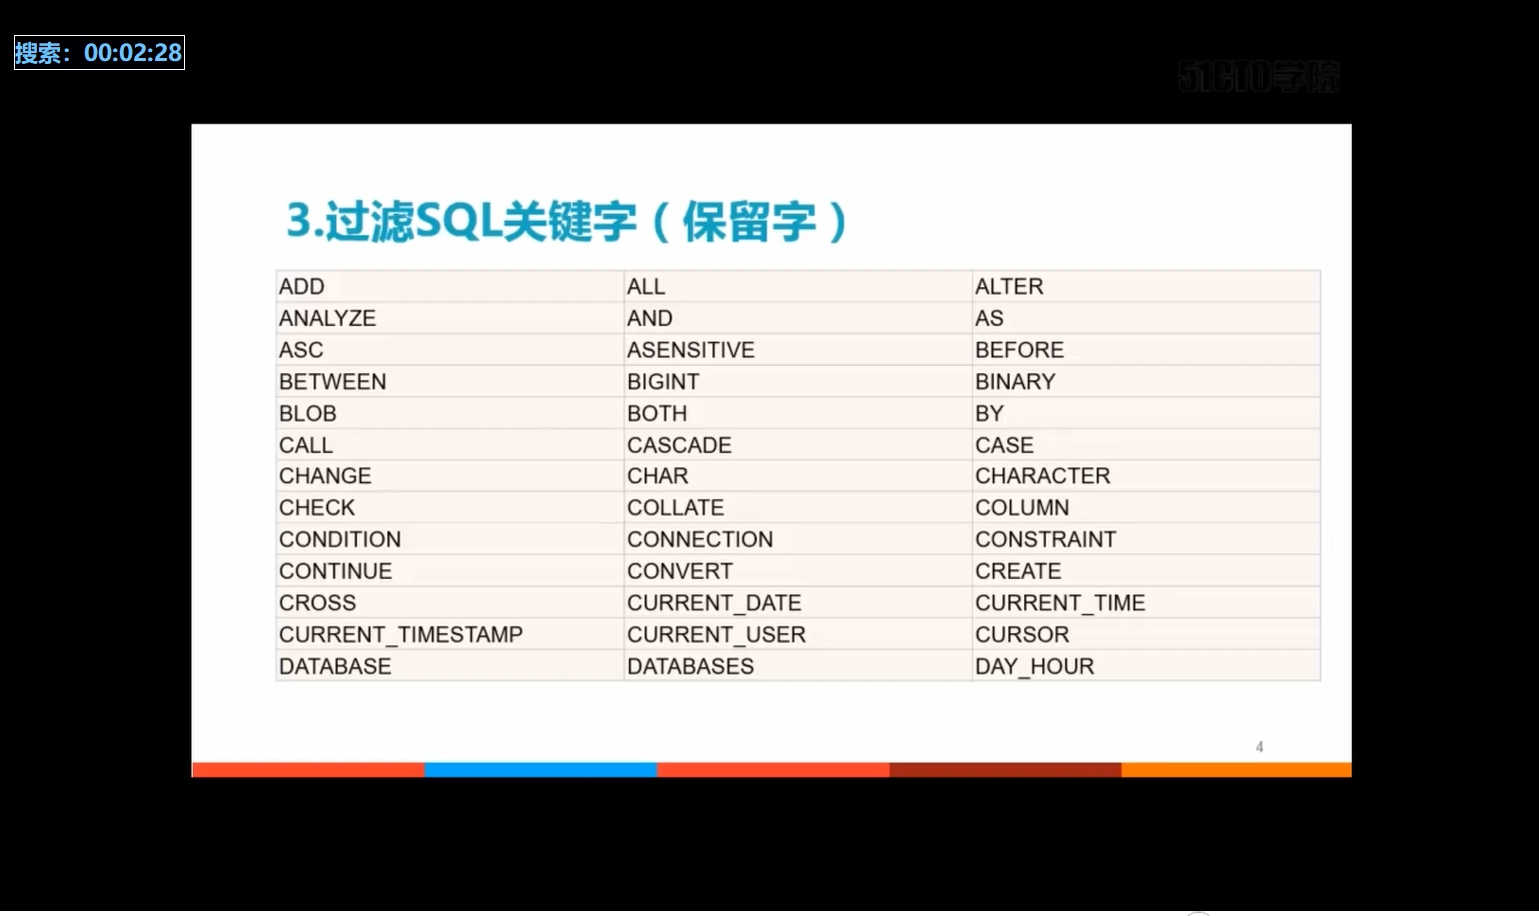 搜索：00:02:28
51CTO学院
3.过滤SQL关键字（保留字）
ADD ALL ALTER
ANALYZE AND AS
ASC ASENSITIVE BEFORE
BETWEEN BIGINT BINARY
BLOB BOTH BY
CALL CASCADE CASE
CHANGE CHAR CHARACTER
CHECK COLLATE COLUMN
CONDITION CONNECTION CONSTRAINT
CONTINUE CONVERT CREATE
CROSS CURRENT_DATE CURRENT_TIME
CURRENT_TIMESTAMP CURRENT_USER CURSOR
DATABASE DATABASES DAY_HOUR
4